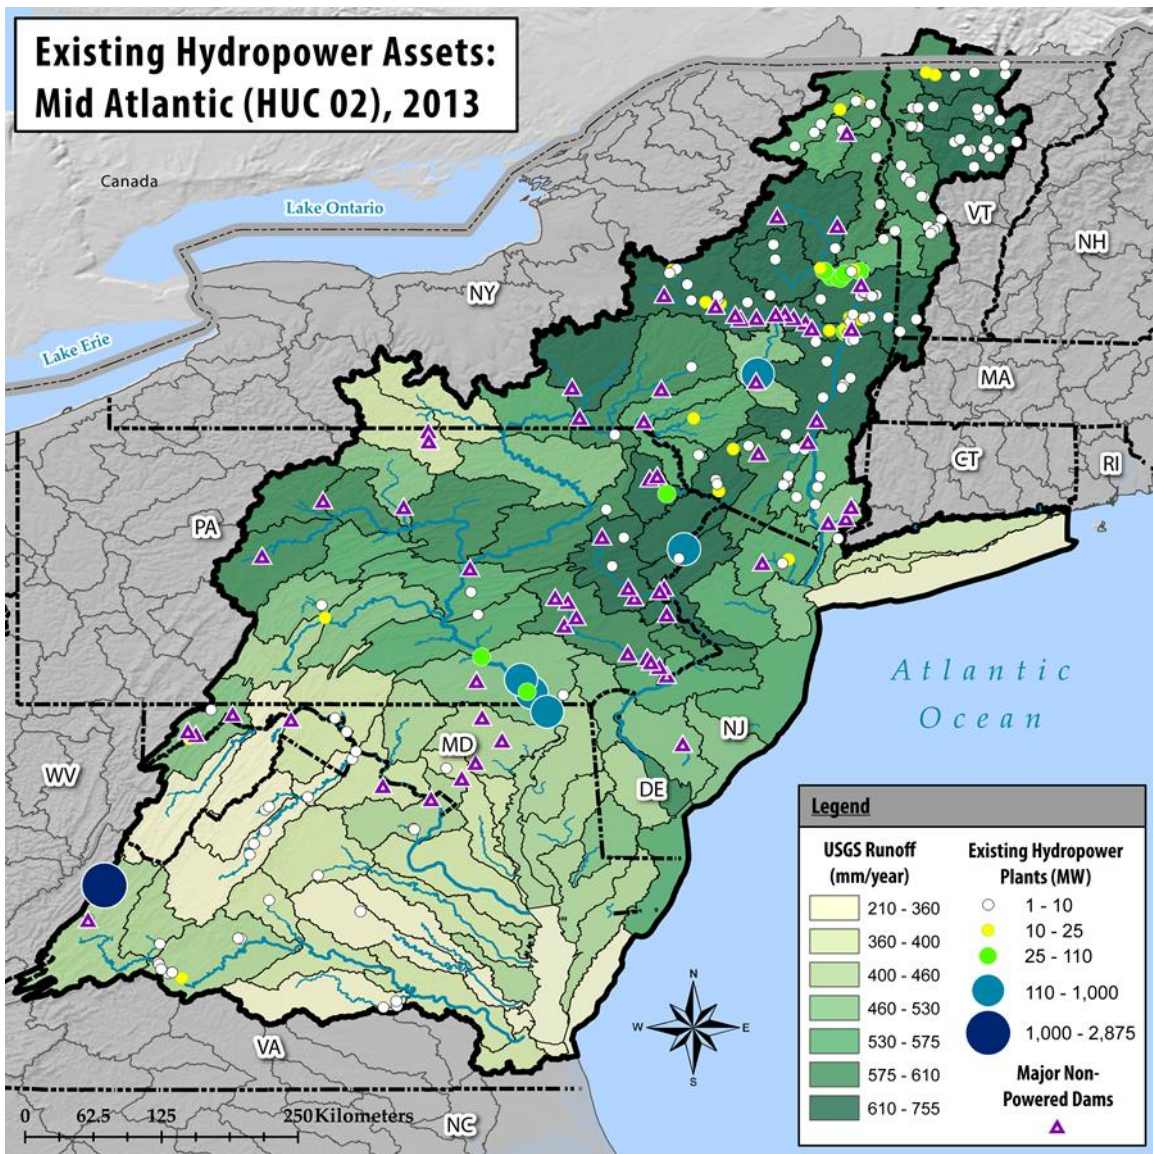 Existing Hydropower Assets:
Mid Atlantic (HUC 02), 2013
Canada
Lake Ontario
VT
NH
NY
Lake Erie
MA
CT
RI
PA
Atlantic
Ocean
NJ
MD
WV
DE
VA
NC
N
W
E
S
0 62.5 125 250 Kilometers
Legend
USGS Runoff
(mm/year)
210 - 360
360 - 400
400 - 460
460 - 530
530 - 575
575 - 610
610 - 755
Existing Hydropower
Plants (MW)
1 - 10
10 - 25
25 - 110
110 - 1,000
1,000 - 2,875
Major Non-
Powered Dams